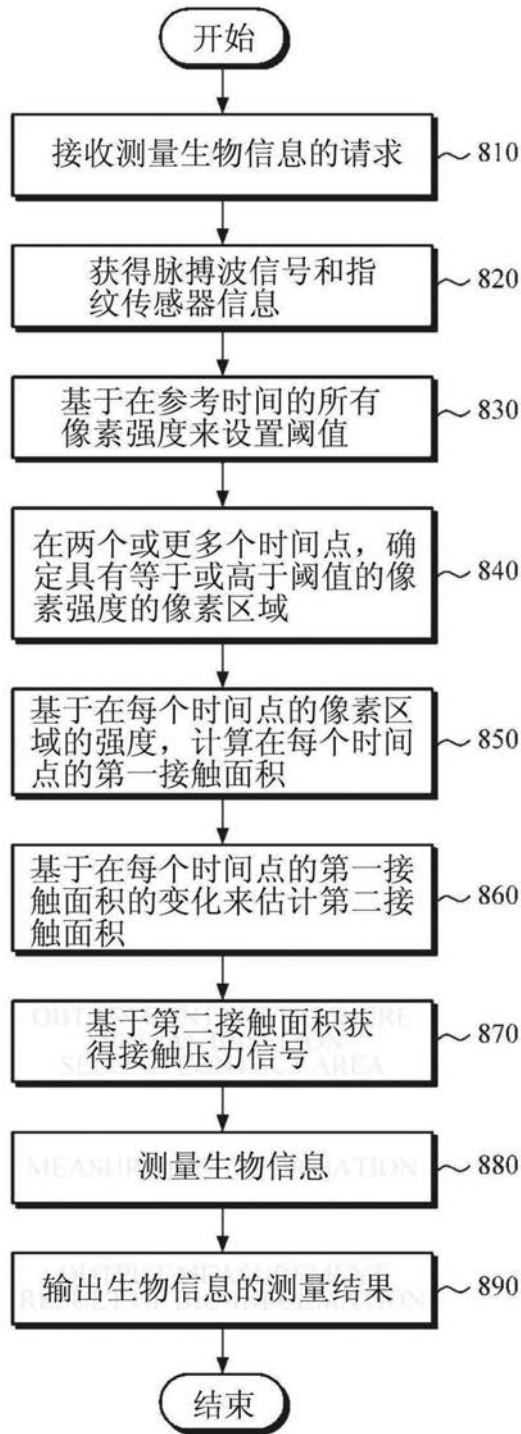 开始
接收测量生物信息的请求
810
获得脉搏波信号和指
纹传感器信息
820
基于在参考时间的所有
像素强度来设置阈值
830
在两个或更多个时间点，确
定具有等于或高于阈值的像
素强度的像素区域
840
基于在每个时间点的像素区
域的强度，计算在每个时间
点的第一接触面积
850
基于在每个时间点的第一接
触面积的变化来估计第二接
触面积
860
基于第二接触面积获
得接触压力信号
870
测量生物信息
880
输出生物信息的测量结果
890
结束